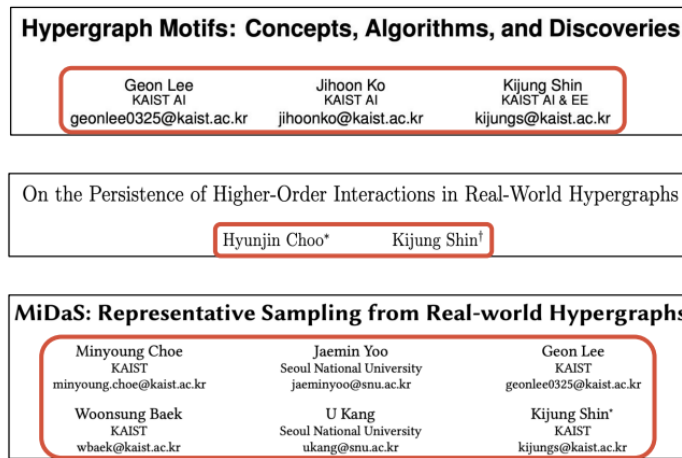 Hypergraph Motifs: Concepts, Algorithms, and Discoveries
Geon Lee Jihoon Ko Kijung Shin
KAIST AI KAIST AI KAIST AI & EE
geonlee0325@kaist.ac.kr jihoonko@kaist.ac.kr kijungs@kaist.ac.kr
On the Persistence of Higher-Order Interactions in Real-World Hypergraphs
Hyunjin Choo* Kijung Shin†
MiDaS: Representative Sampling from Real-world Hypergraphs
Minyoung Choe Jaemin Yoo Geon Lee
KAIST Seoul National University KAIST
minyoung.choe@kaist.ac.kr jaeminyoo@snu.ac.kr geonlee0325@kaist.ac.kr
Woonsung Baek U Kang Kijung Shin*
KAIST Seoul National University KAIST
wbaek@kaist.ac.kr ukang@snu.ac.kr kijungs@kaist.ac.kr